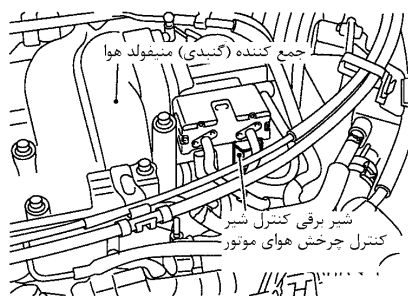 جمع کننده (گنبدی) منیفولد هوا
شیر برقی کنترل شیر
کنترل چرخش هوای موتور